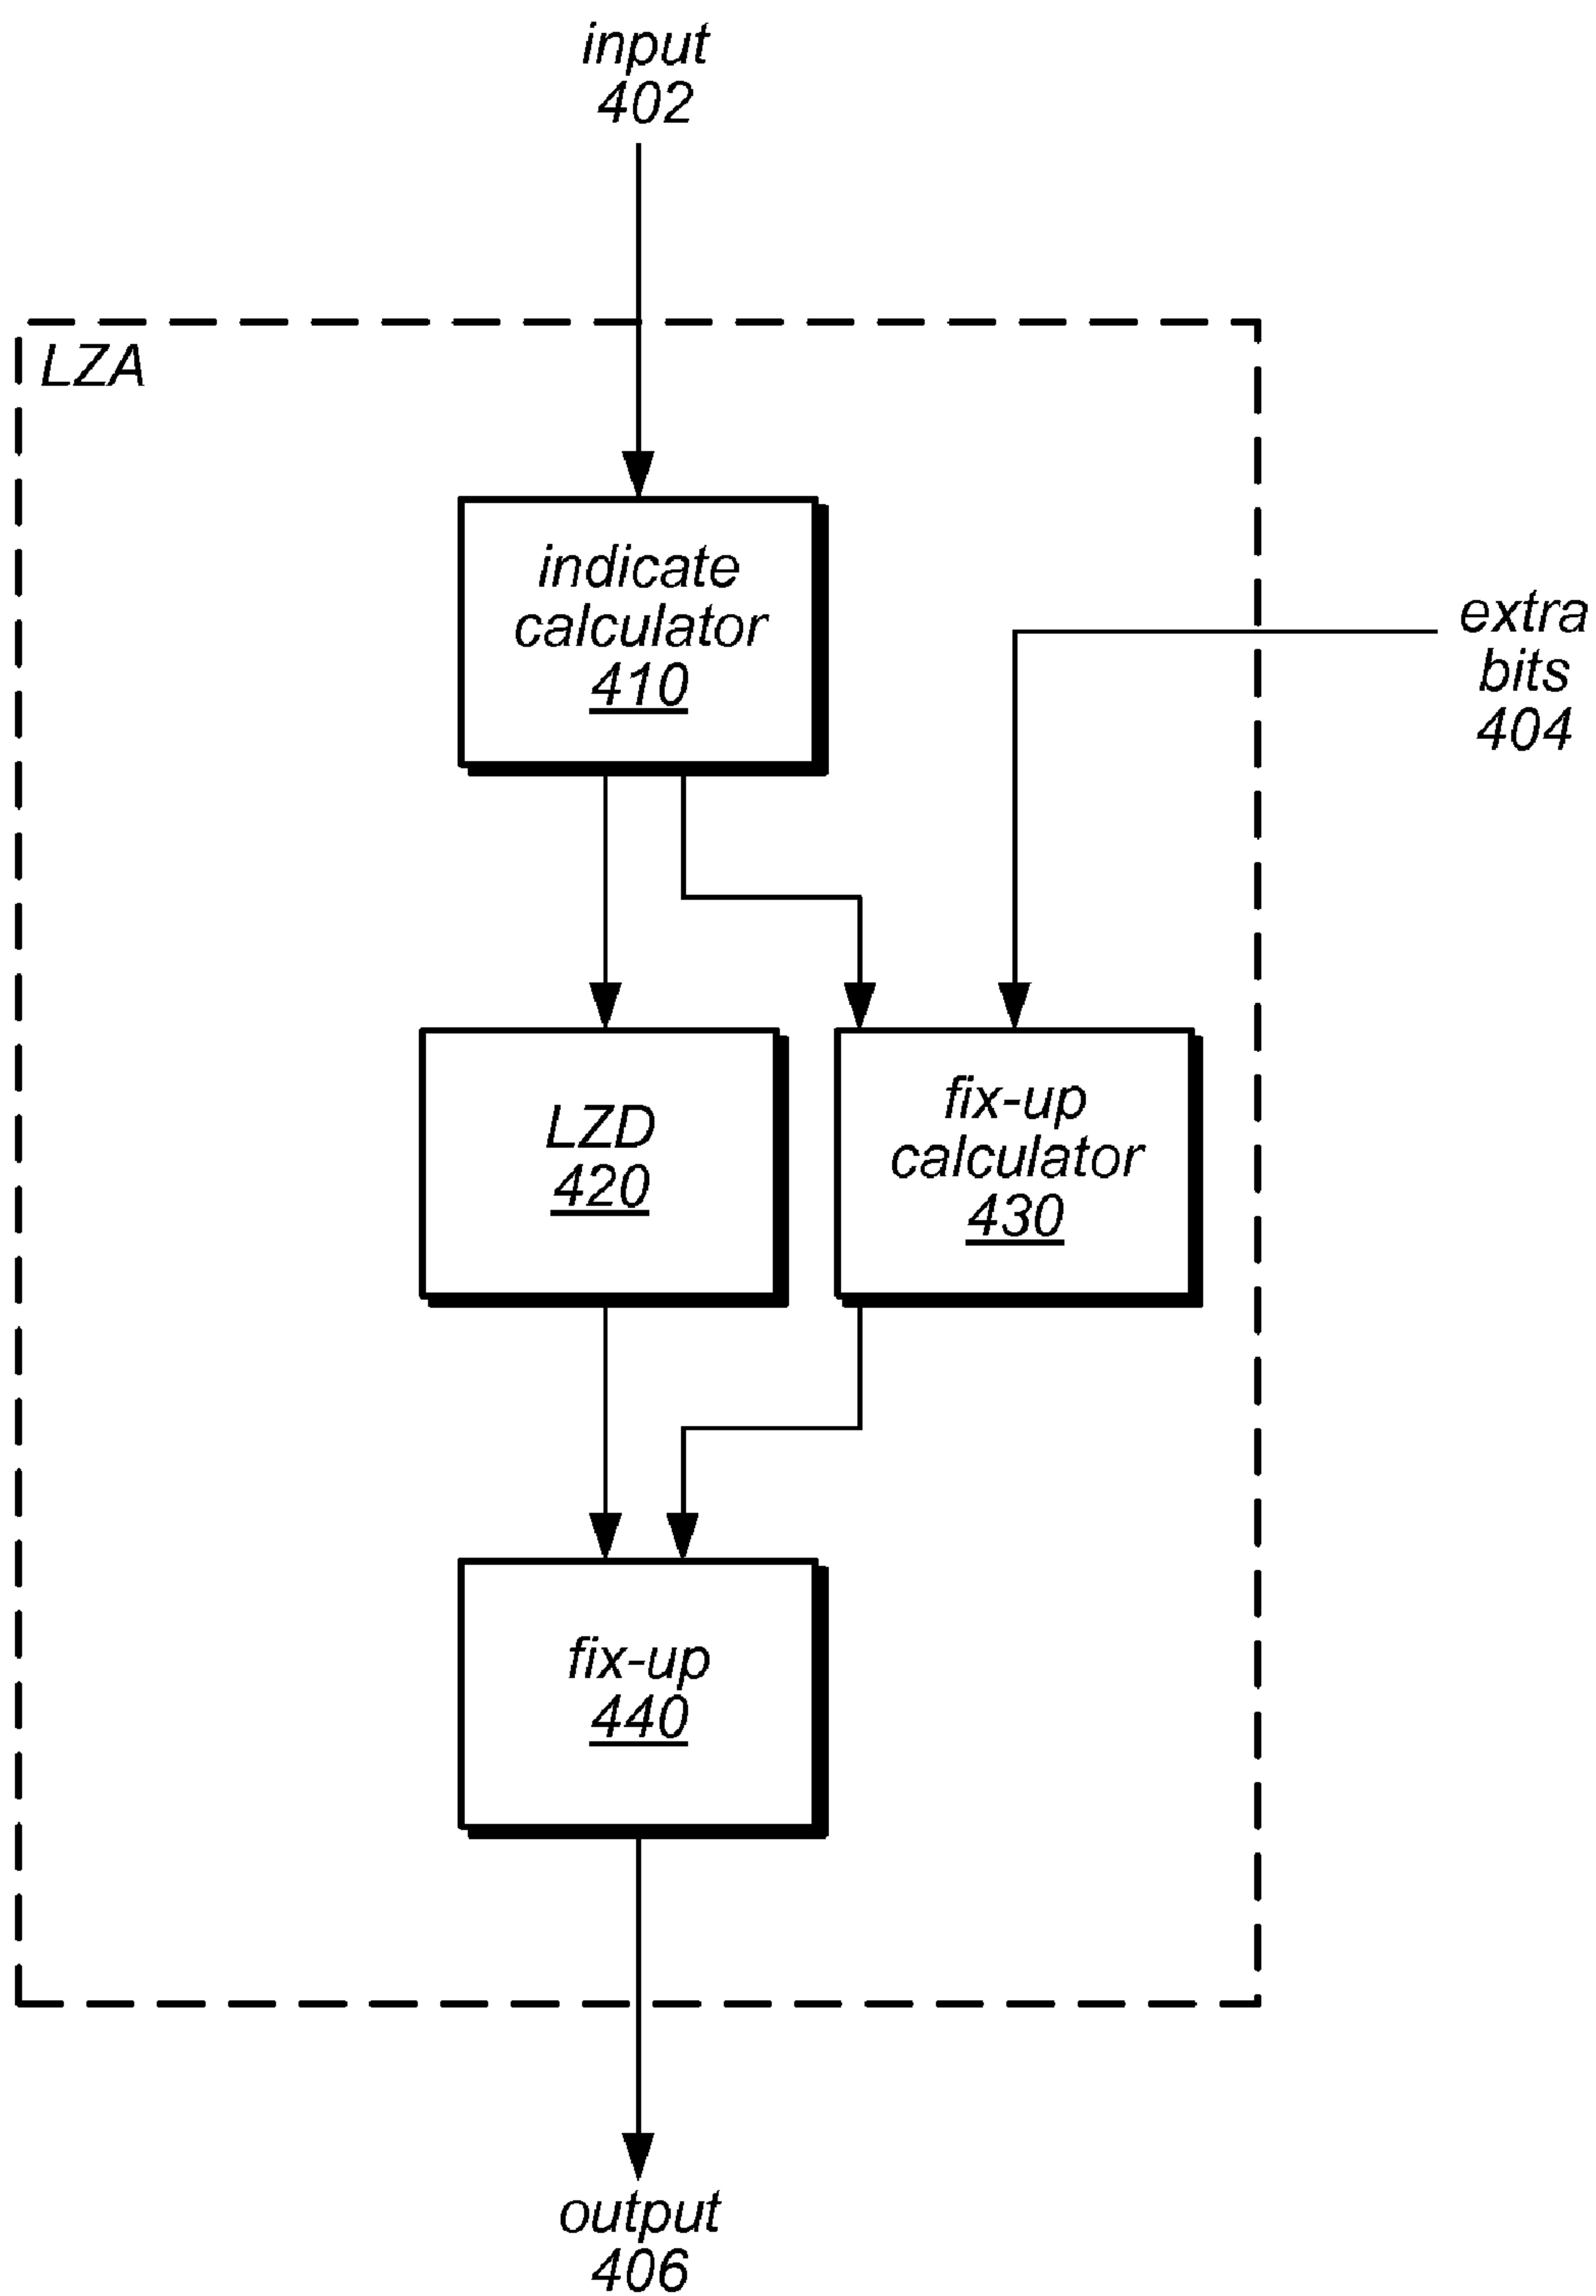 input
402
LZA
indicate
calculator
410
extra
bits
404
LZD
420
fix-up
calculator
430
fix-up
440
output
406